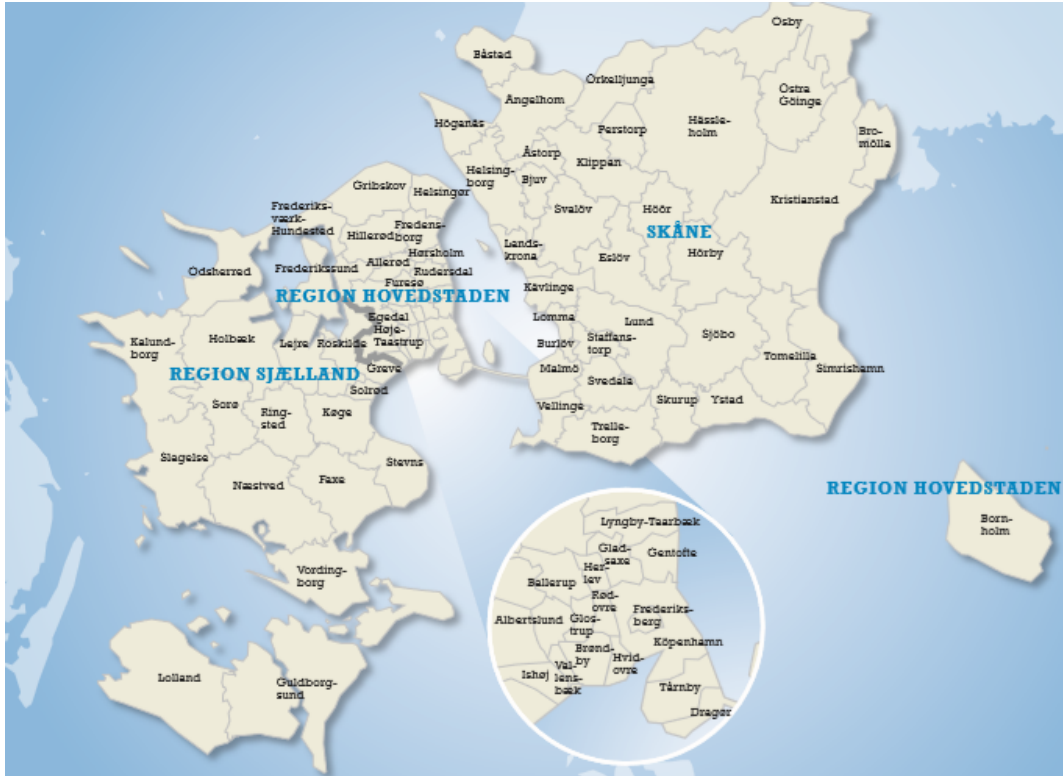 Osby
Båstad
Örkelljunga
Östra
Göinge
Ängelhom
Höganäs
Perstorp
Hässle-
holm
Bro-
mölla
Åstorp
Klippan
Helsing-
borg
Bjuv
Gribskov
Helsingør
Kristianstad
Svalöv
Höör
Frederiks-
værk-
Hundested
Fredens-
borg
Hillerød
SKÅNE
Lands-
krona
Hørsholm
Hörby
Eslöv
Allerød
Rudersdal
Odsherred
Frederikssund
Furesø
Kävlinge
REGION HOVEDSTADEN
Egedal
Lomma
Lund
Høje-
Taastrup
Staffans-
torp
Sjöbo
Kalund-
borg
Holbæk
Lejre
Roskilde
Burlöv
Tomelilla
Simrishamn
Greve
Malmö
REGION SJÆLLAND
Svedala
Solrød
Sorø
Ring-
sted
Køge
Vellinge
Skurup
Ystad
Trelle-
borg
Slagelse
Stevns
Næstved
Faxe
REGION HOVEDSTADEN
Born-
holm
Lyngby-Taarbæk
Glad-
saxe
Gentofte
Her-
lev
Ballerup
Vording-
borg
Rød-
ovre
Frederiks-
berg
Albertslund
Glos-
trup
Köpenhamn
Brønd-
by
Hvid-
ovre
Ishøj
Val-
lens-
bæk
Lolland
Guldborg-
sund
Tårnby
Dragør